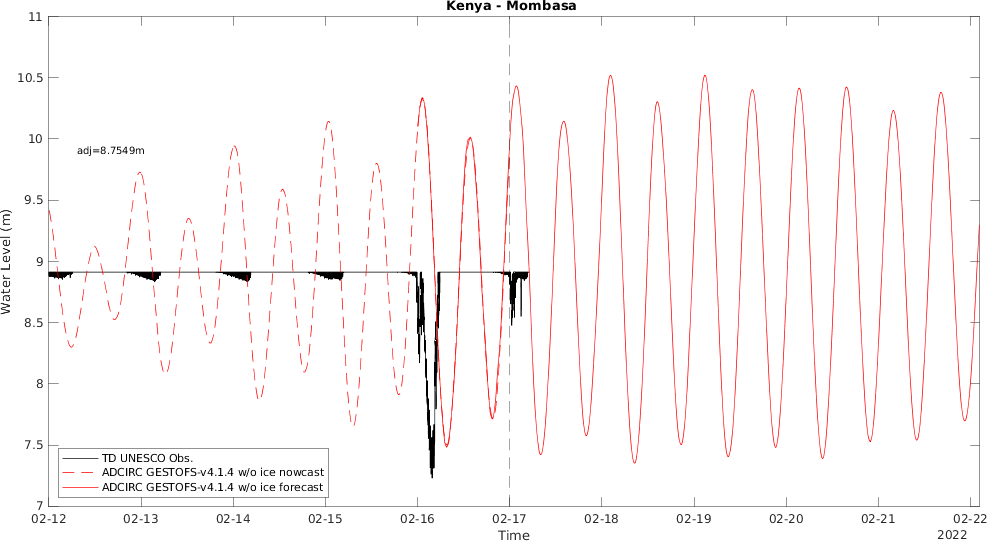 Kenya - Mombasa
11
10.5
10
9.5
9
8.5
8
7.5
7
Water Level (m)
adj=8.7549m
TD UNESCO Obs.
ADCIRC GESTOFS-v4.1.4 w/o ice nowcast
ADCIRC GESTOFS-v4.1.4 w/o ice forecast
02-12 02-13 02-14 02-15 02-16 02-17 02-18 02-19 02-20 02-21 02-22
Time
2022